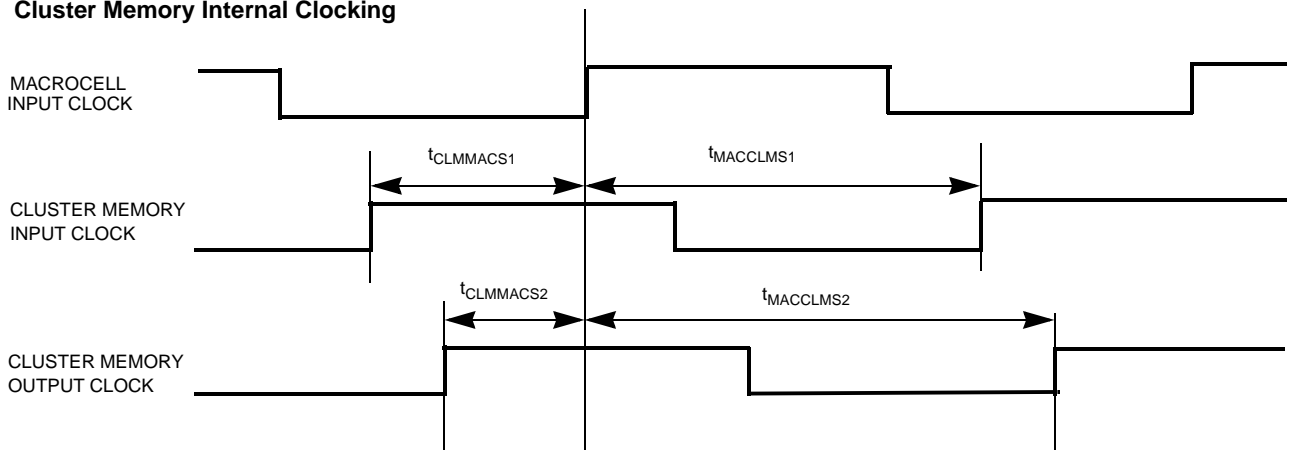 Cluster Memory Internal Clocking
MACROCELL
INPUT CLOCK
tCLMMACS1
tMACCLMS1
CLUSTER MEMORY
INPUT CLOCK
tCLMMACS2
tMACCLMS2
CLUSTER MEMORY
OUTPUT CLOCK